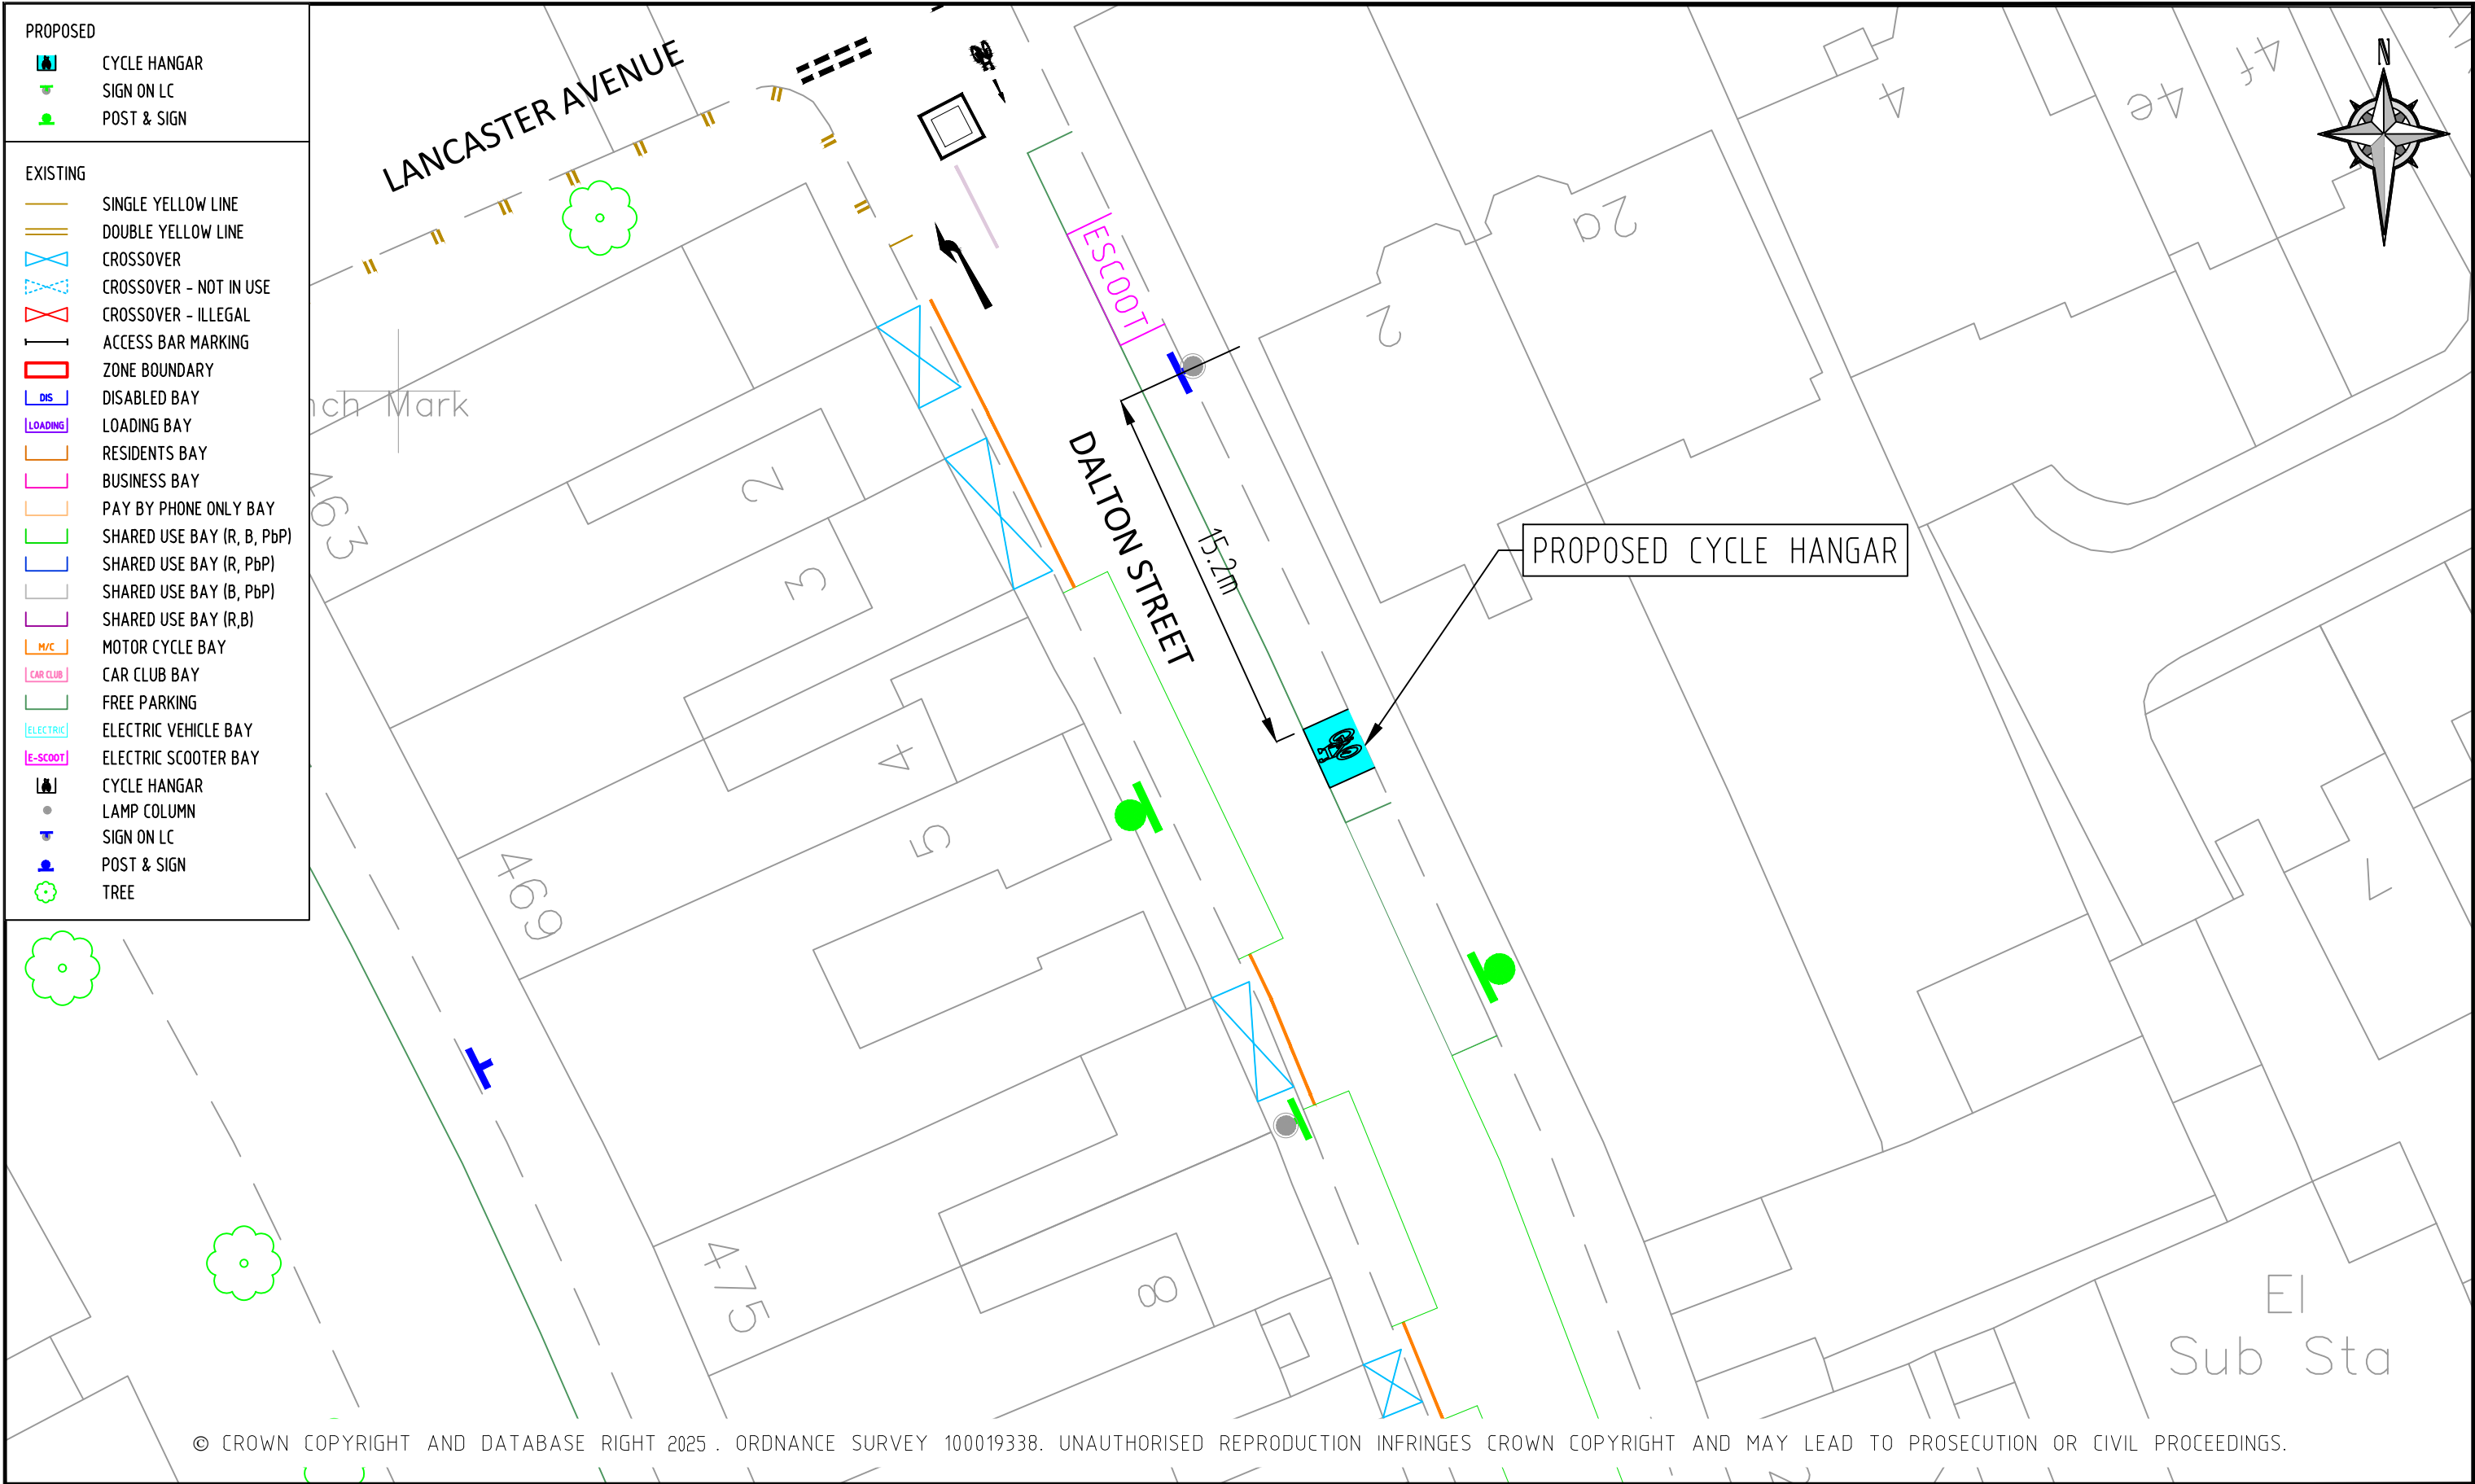 PROPOSED
CYCLE HANGAR
SIGN ON LC
POST & SIGN
EXISTING
SINGLE YELLOW LINE
DOUBLE YELLOW LINE
CROSSOVER
CROSSOVER - NOT IN USE
CROSSOVER - ILLEGAL
ACCESS BAR MARKING
ZONE BOUNDARY
DIS DISABLED BAY
LOADING LOADING BAY
RESIDENTS BAY
BUSINESS BAY
PAY BY PHONE ONLY BAY
SHARED USE BAY (R, B, PbP)
SHARED USE BAY (R, PbP)
SHARED USE BAY (B, PbP)
SHARED USE BAY (R,B)
M/C MOTOR CYCLE BAY
CAR CLUB CAR CLUB BAY
FREE PARKING
ELECTRIC ELECTRIC VEHICLE BAY
E-SCOOT ELECTRIC SCOOTER BAY
CYCLE HANGAR
LAMP COLUMN
SIGN ON LC
POST & SIGN
TREE
LANCASTER AVENUE
N
4
4e
4f
2a
2
ESCOOT
nch Mark
463
2
3
DALTON STREET
15.2m
PROPOSED CYCLE HANGAR
4
5
469
7
475
8
El
Sub Sta
© CROWN COPYRIGHT AND DATABASE RIGHT 2025 . ORDNANCE SURVEY 100019338. UNAUTHORISED REPRODUCTION INFRINGES CROWN COPYRIGHT AND MAY LEAD TO PROSECUTION OR CIVIL PROCEEDINGS.